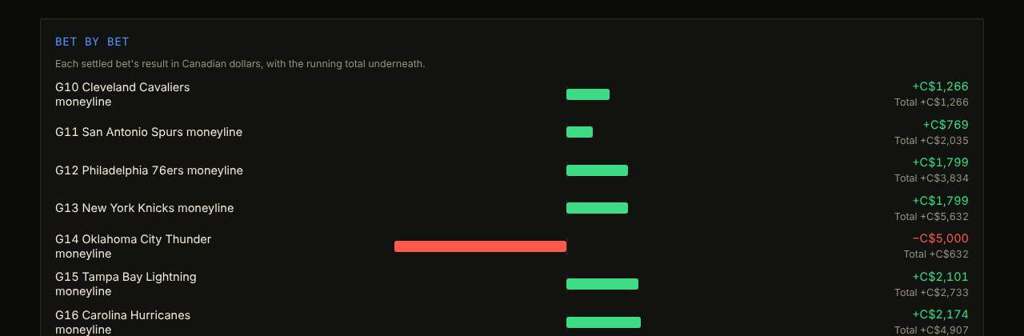 BET BY BET
Each settled bet's result in Canadian dollars, with the running total underneath.
G10 Cleveland Cavaliers
moneyline
+C$1,266
Total +C$1,266
G11 San Antonio Spurs moneyline
+C$769
Total +C$2,035
G12 Philadelphia 76ers moneyline
+C$1,799
Total +C$3,834
G13 New York Knicks moneyline
+C$1,799
Total +C$5,632
G14 Oklahoma City Thunder
moneyline
−C$5,000
Total +C$632
G15 Tampa Bay Lightning
moneyline
+C$2,101
Total +C$2,733
G16 Carolina Hurricanes
moneyline
+C$2,174
Total +C$4,907